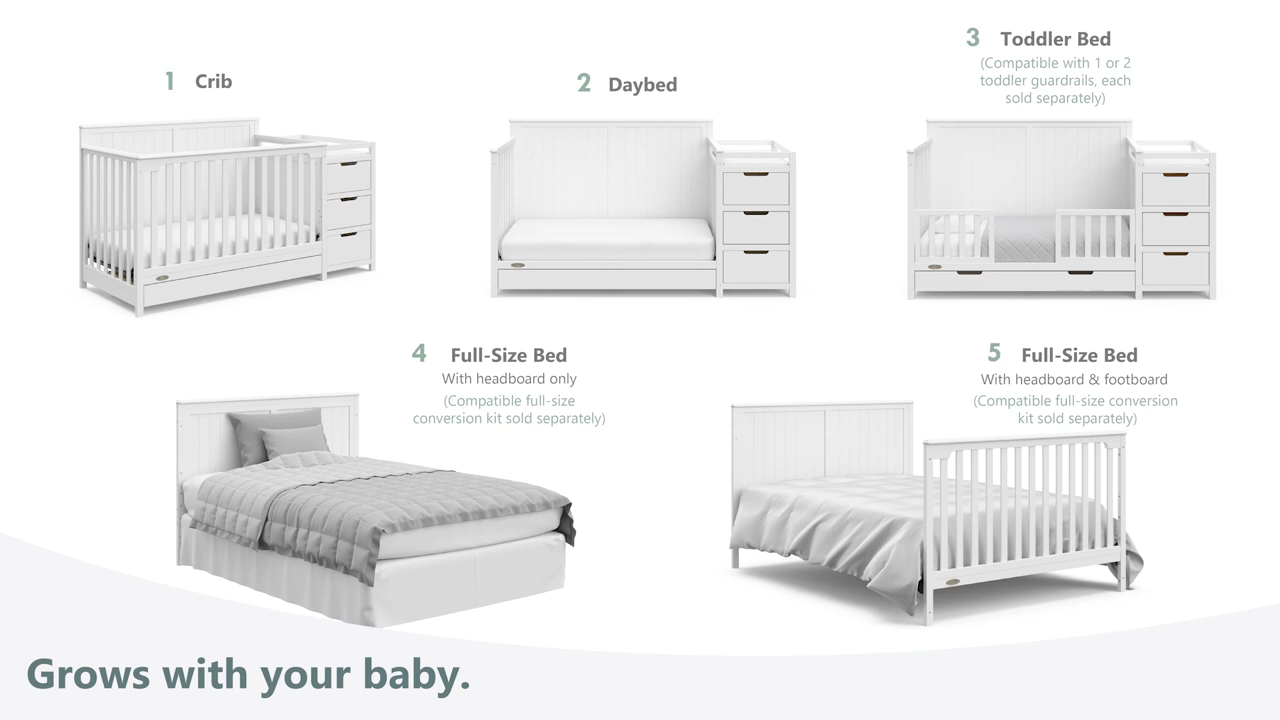 1 Crib
2 Daybed
3 Toddler Bed
(Compatible with 1 or 2
toddler guardrails, each
sold separately)
4 Full-Size Bed
With headboard only
(Compatible full-size
conversion kit sold separately)
5 Full-Size Bed
With headboard & footboard
(Compatible full-size conversion
kit sold separately)
Grows with your baby.